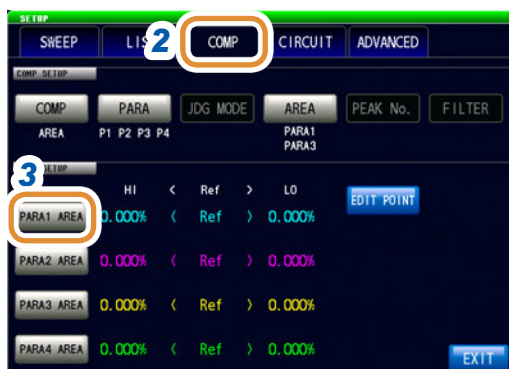 SETUP
SWEEP LIS 2 COMP CIRCUIT ADVANCED
COMP SETUP
COMP PARA JDG MODE AREA PEAK No. FILTER
AREA P1 P2 P3 P4 PARA1
PARA3
3 SETUP
HI < Ref > LO
EDIT POINT
PARA1 AREA 0.000% < Ref > 0.000%
PARA2 AREA 0.000% < Ref > 0.000%
PARA3 AREA 0.000% < Ref > 0.000%
PARA4 AREA 0.000% < Ref > 0.000%
EXIT